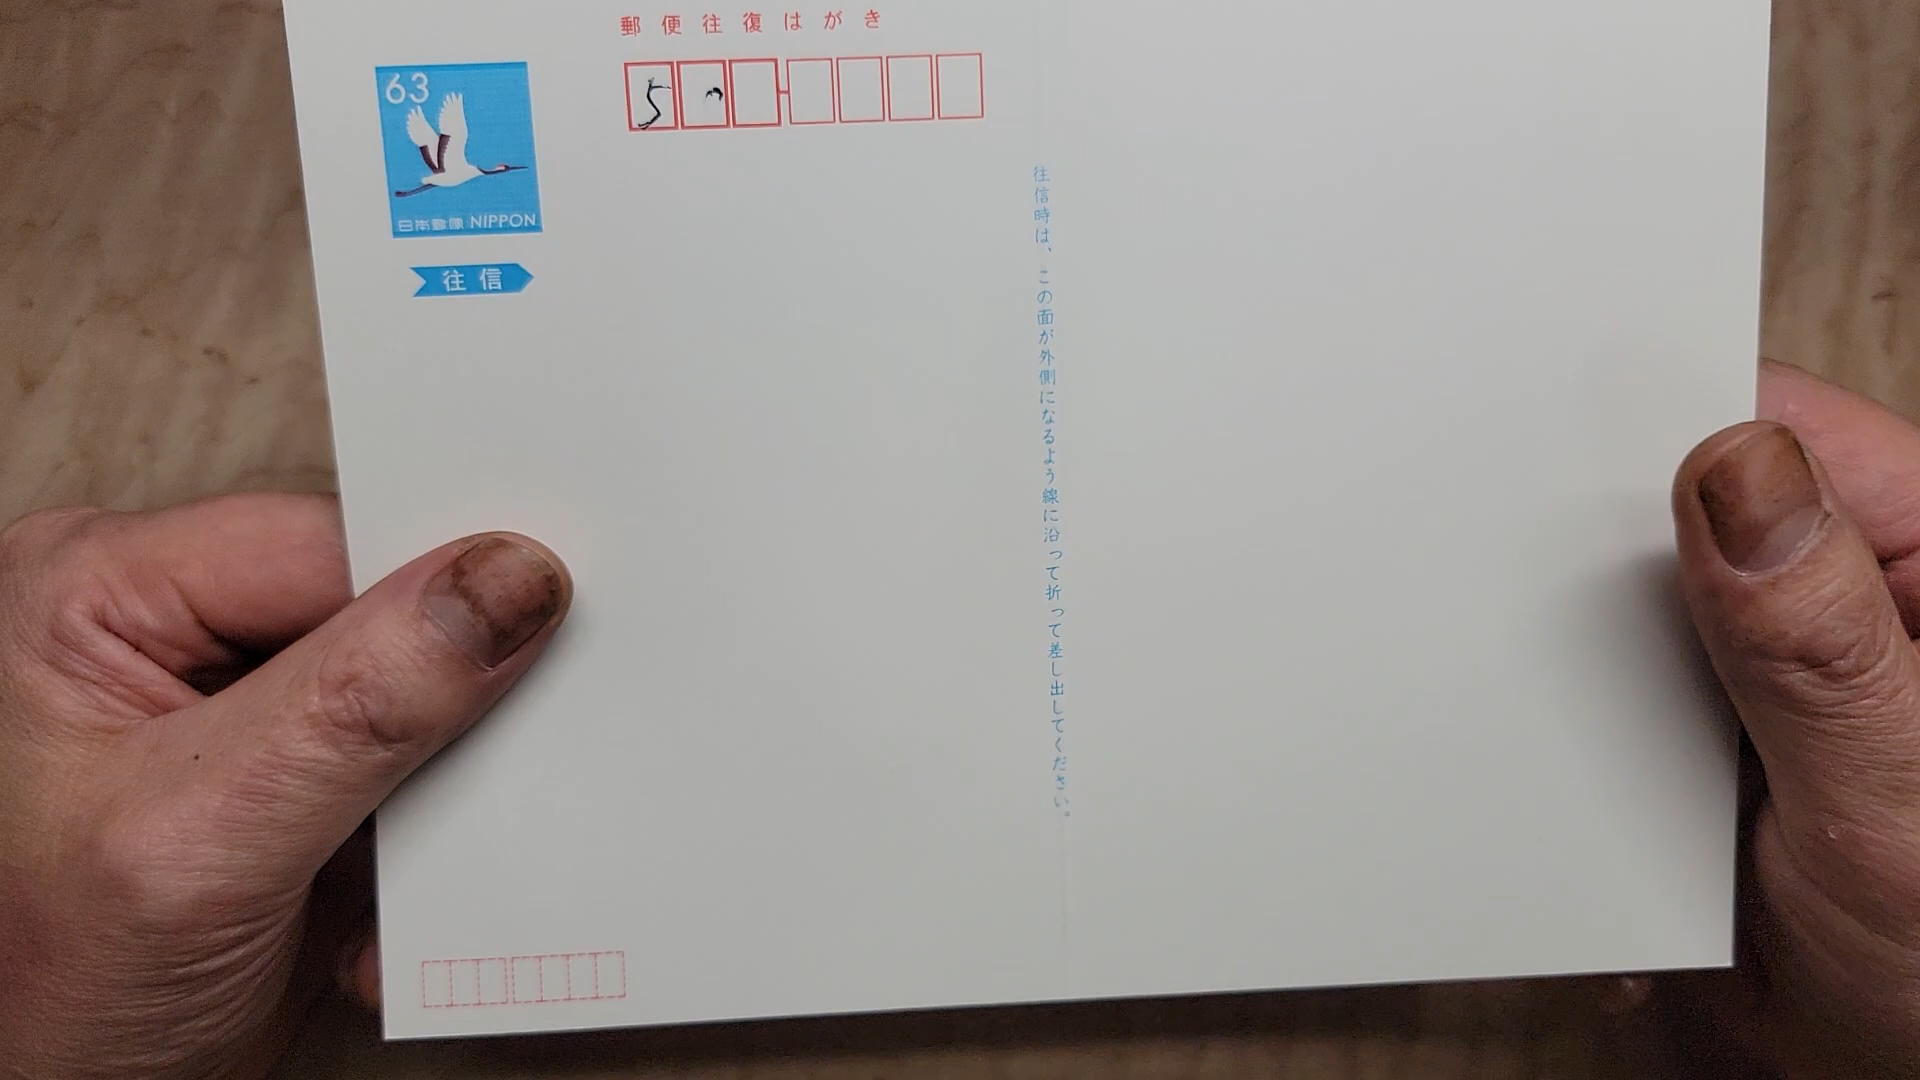 郵便往復はがき
63
日本郵便 NIPPON
5
往信
往信時は、この面が外側になるよう線に沿って折って差し出してください。